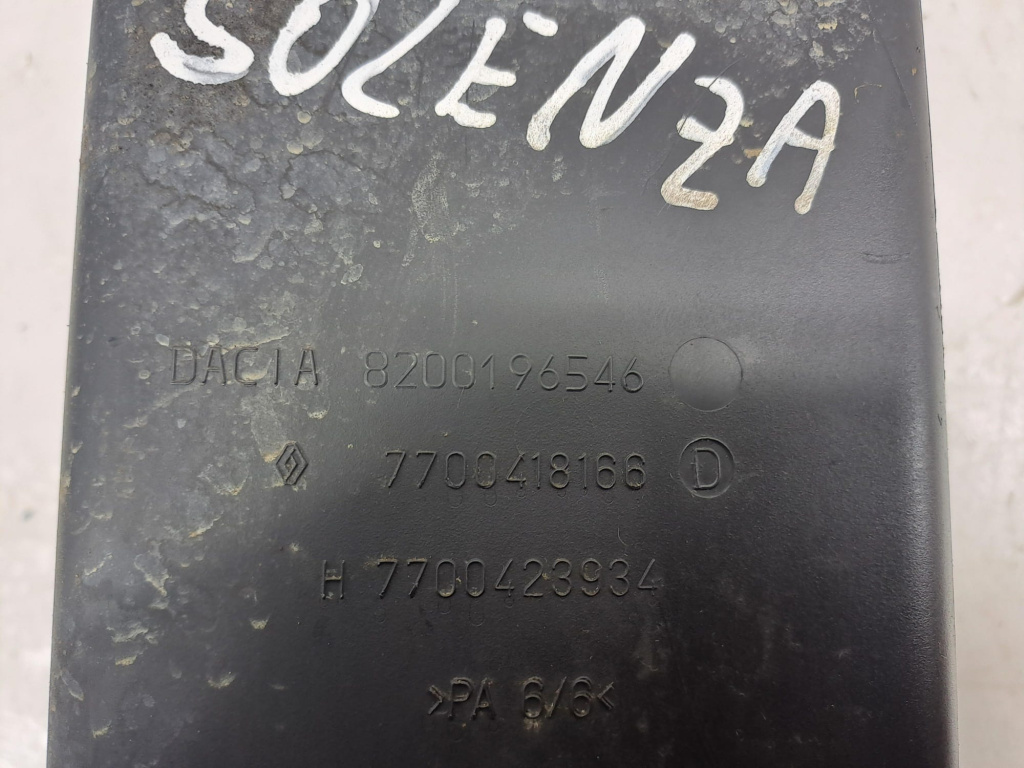 SOLENZA
DACIA 8200196546
7700418166 D
H 7700423934
>PA 6/6<